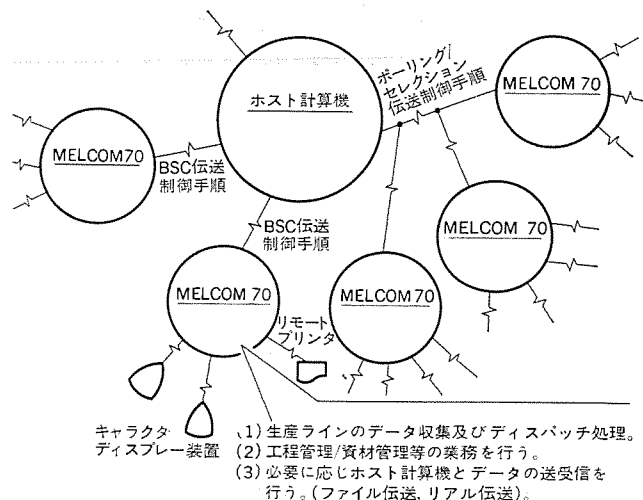 ポーリング/
セレクション
伝送制御手順
ホスト計算機
MELCOM 70
MELCOM70
BSC伝送
制御手順
BSC伝送
制御手順
MELCOM 70
MELCOM 70
MELCOM 70
リモート
プリンタ
キャラクタ
ディスプレー装置
(1) 生産ラインのデータ収集及びディスパッチ処理。
(2) 工程管理/資材管理等の業務を行う。
(3) 必要に応じホスト計算機とデータの送受信を
行う。(ファイル伝送, リアル伝送)。